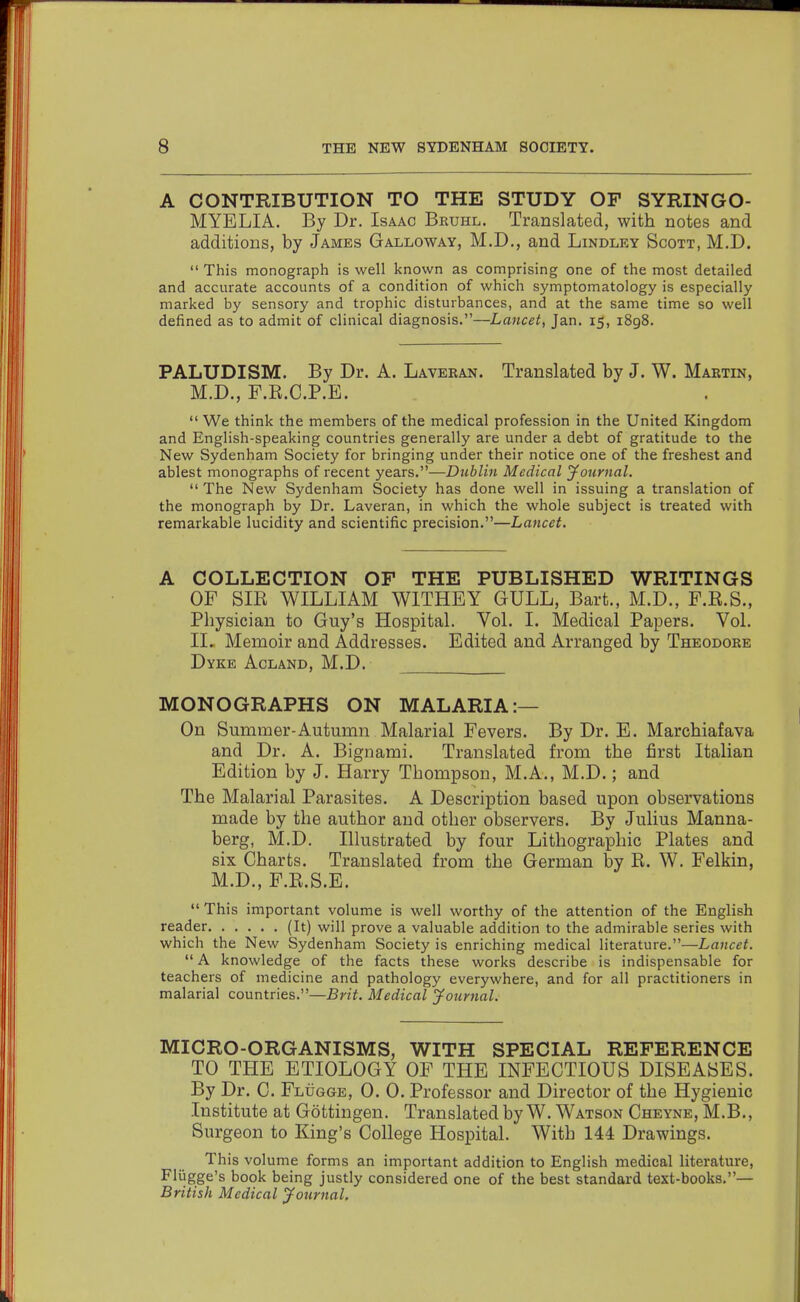 8 THE NEW SYDENHAM SOCIETY.
A CONTRIBUTION TO THE STUDY OF SYRINGO-
MYELIA. By Dr. Isaac Bruhl. Translated, with notes and
additions, by James Galloway, M.D., and Lindley Scott, M.D.
“ This monograph is well known as comprising one of the most detailed
and accurate accounts of a condition of which symptomatology is especially
marked by sensory and trophic disturbances, and at the same time so well
defined as to admit of clinical diagnosis.”—Lancet, Jan. 15, 1898.
PALUDISM. By Dr. A. Laveran. Translated by J. W. Martin,
M.D., F.R.C.P.E.
“ We think the members of the medical profession in the United Kingdom
and English-speaking countries generally are under a debt of gratitude to the
New Sydenham Society for bringing under their notice one of the freshest and
ablest monographs of recent years.”—Dublin Medical Journal.
“ The New Sydenham Society has done well in issuing a translation of
the monograph by Dr. Laveran, in which the whole subject is treated with
remarkable lucidity and scientific precision.”—Lancet.
A COLLECTION OF THE PUBLISHED WRITINGS
OF SIR WILLIAM WITHEY GULL, Bart., M.D., F.R.S.,
Physician to Guy’s Hospital. Vol. I. Medical Papers. Vol.
II. Memoir and Addresses. Edited and Arranged by Theodore
Dyke Acland, M.D.
MONOGRAPHS ON MALARIA:—
On Summer-Autumn Malarial Fevers. By Dr. E. Marchiafava
and Dr. A. Bignami. Translated from the first Italian
Edition by J. Harry Thompson, M.A., M.D.; and
The Malarial Parasites. A Description based upon observations
made by the author and other observers. By Julius Manna-
berg, M.D. Illustrated by four Lithographic Plates and
six Charts. Translated from the German by R. W. Felkin,
M.D., F.R.S.E.
“ This important volume is well worthy of the attention of the English
reader. . . . . . (It) will prove a valuable addition to the admirable series with
which the New Sydenham Society is enriching medical literature.”—Lancet.
“ A knowledge of the facts these works describe is indispensable for
teachers of medicine and pathology everywhere, and for all practitioners in
malarial countries.”—Brit. Medical Journal.
MICRO-ORGANISMS, WITH SPECIAL REFERENCE
TO THE ETIOLOGY OF THE INFECTIOUS DISEASES.
By Dr. C. Flügge, O. O. Professor and Director of the Hygienic
Institute at Göttingen. Translated by W. Watson Cheyne, M.B.,
Surgeon to King’s College Hospital. With 144 Drawings.
This volume forms an important addition to English medical literature,
Flügge’s book being justly considered one of the best standard text-books.”—
British Medical Journal.